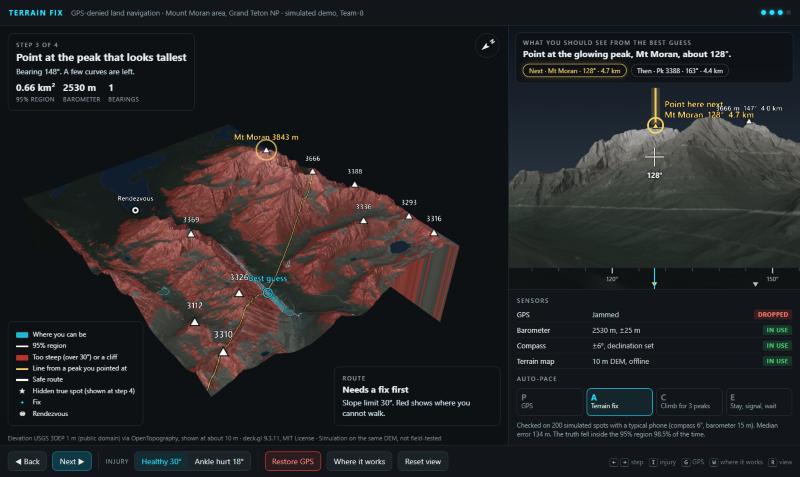 TERRAIN FIX
GPS-denied land navigation · Mount Moran area, Grand Teton NP · simulated demo, Team-8
STEP 3 OF 4
Point at the peak that looks tallest
Bearing 148°. A few curves are left.
0.66 km² 2530 m 1
95% REGION BAROMETER BEARINGS
N
Mt Moran 3843 m
3666
3388
Rendezvous
3336
3293
3316
3369
3326
Best guess
3112
3310
Where you can be
95% region
Too steep (over 30°) or a cliff
Line from a peak you pointed at
Safe route
Hidden true spot (shown at step 4)
Fix
Rendezvous
ROUTE
Needs a fix first
Slope limit 30°. Red shows where you
cannot walk.
Elevation USGS 3DEP 1 m (public domain) via OpenTopography, shown at about 10 m · deck.gl 9.3.11, MIT License · Simulation on the same DEM, not field-tested
WHAT YOU SHOULD SEE FROM THE BEST GUESS
Point at the glowing peak, Mt Moran, about 128°.
Next · Mt Moran · 128° · 4.7 km
Then · Pk 3388 · 163° · 4.4 km
Point here next
Mt Moran 128° 4.7 km
3666 m 147° 4.0 km
128°
120°
150°
SENSORS
GPS Jammed DROPPED
Barometer 2530 m, ±25 m IN USE
Compass ±6°, declination set IN USE
Terrain map 10 m DEM, offline IN USE
AUTO-PACE
P
GPS
A
Terrain fix
C
Climb for 3 peaks
E
Stay, signal, wait
Checked on 200 simulated spots with a typical phone (compass 6°, barometer 15 m). Median
error 134 m. The truth fell inside the 95% region 98.5% of the time.
◀ Back
Next ▶
INJURY
Healthy 30°
Ankle hurt 18°
Restore GPS
Where it works
Reset view
← → step I injury G GPS W where it works R view